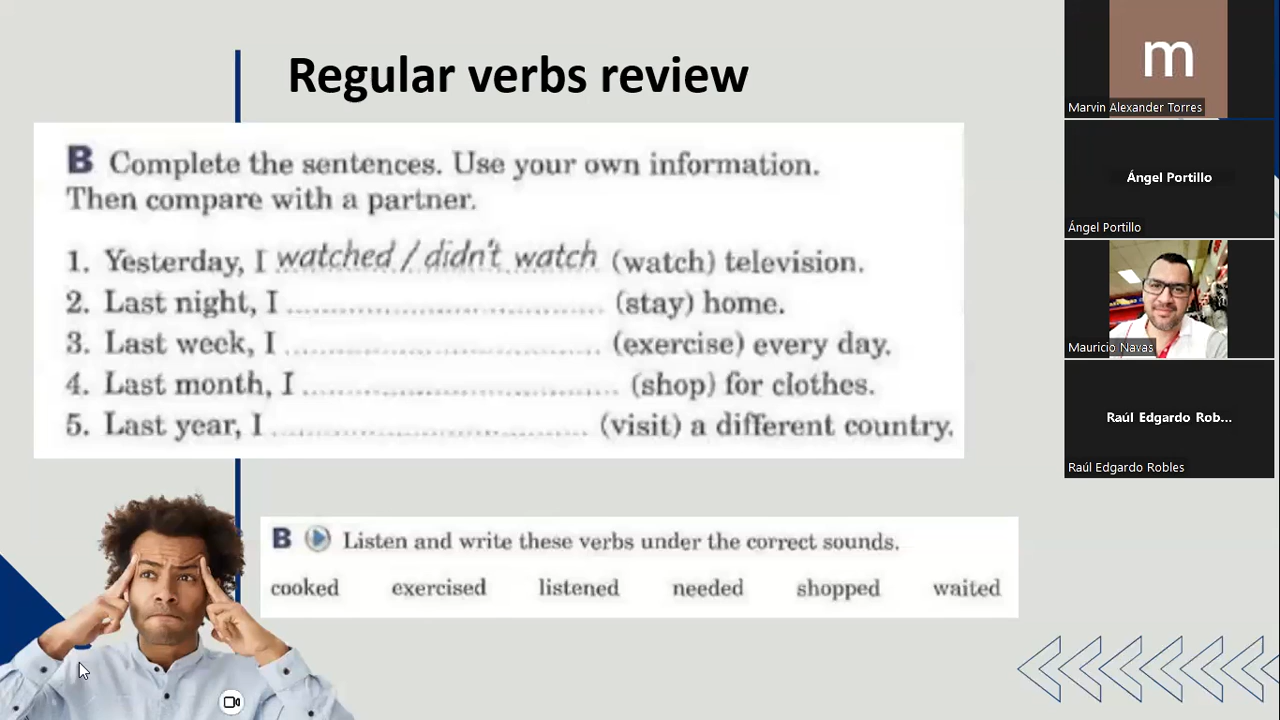 Regular verbs review
B Complete the sentences. Use your own information.
Then compare with a partner.
1. Yesterday, I watched / didn't watch (watch) television.
2. Last night, I ........................................ (stay) home.
3. Last week, I ........................................ (exercise) every day.
4. Last month, I ........................................ (shop) for clothes.
5. Last year, I ........................................ (visit) a different country.
B Listen and write these verbs under the correct sounds.
cooked exercised listened needed shopped waited
m
Marvin Alexander Torres
Ángel Portillo
Ángel Portillo
Mauricio Navas
Raúl Edgardo Rob...
Raúl Edgardo Robles